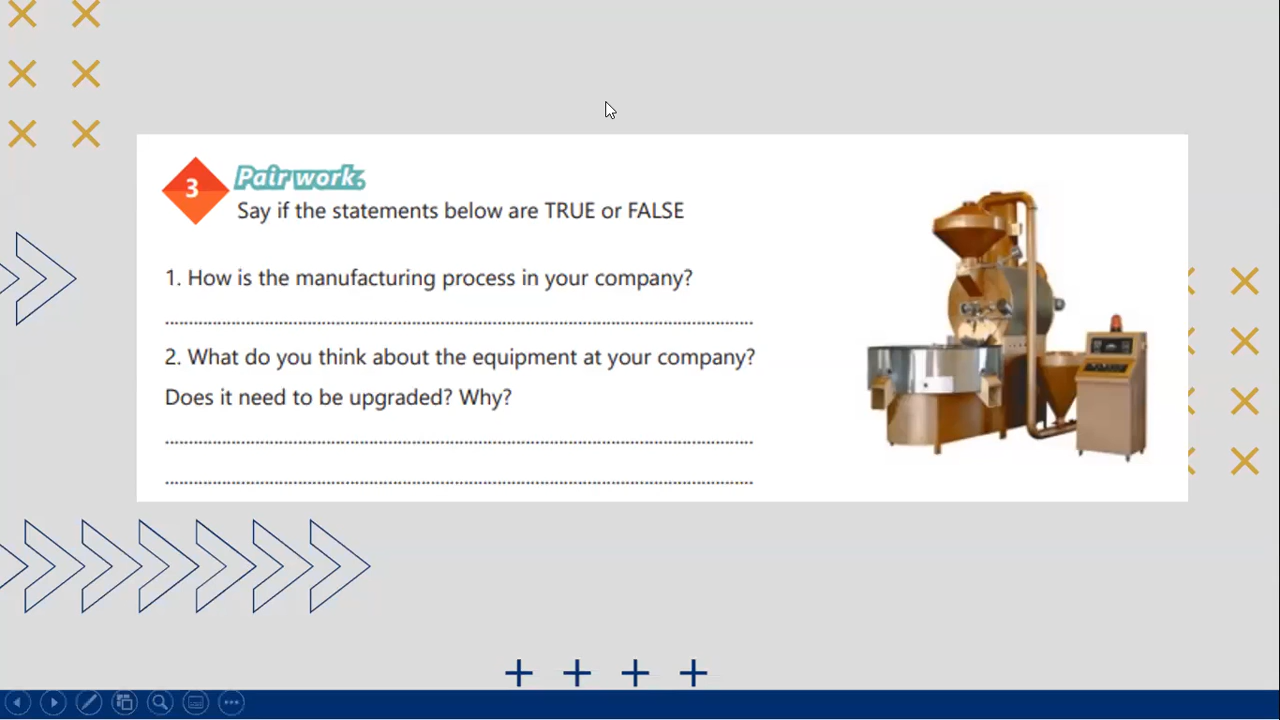 3
Pair work.
Say if the statements below are TRUE or FALSE
1. How is the manufacturing process in your company?
2. What do you think about the equipment at your company?
Does it need to be upgraded? Why?